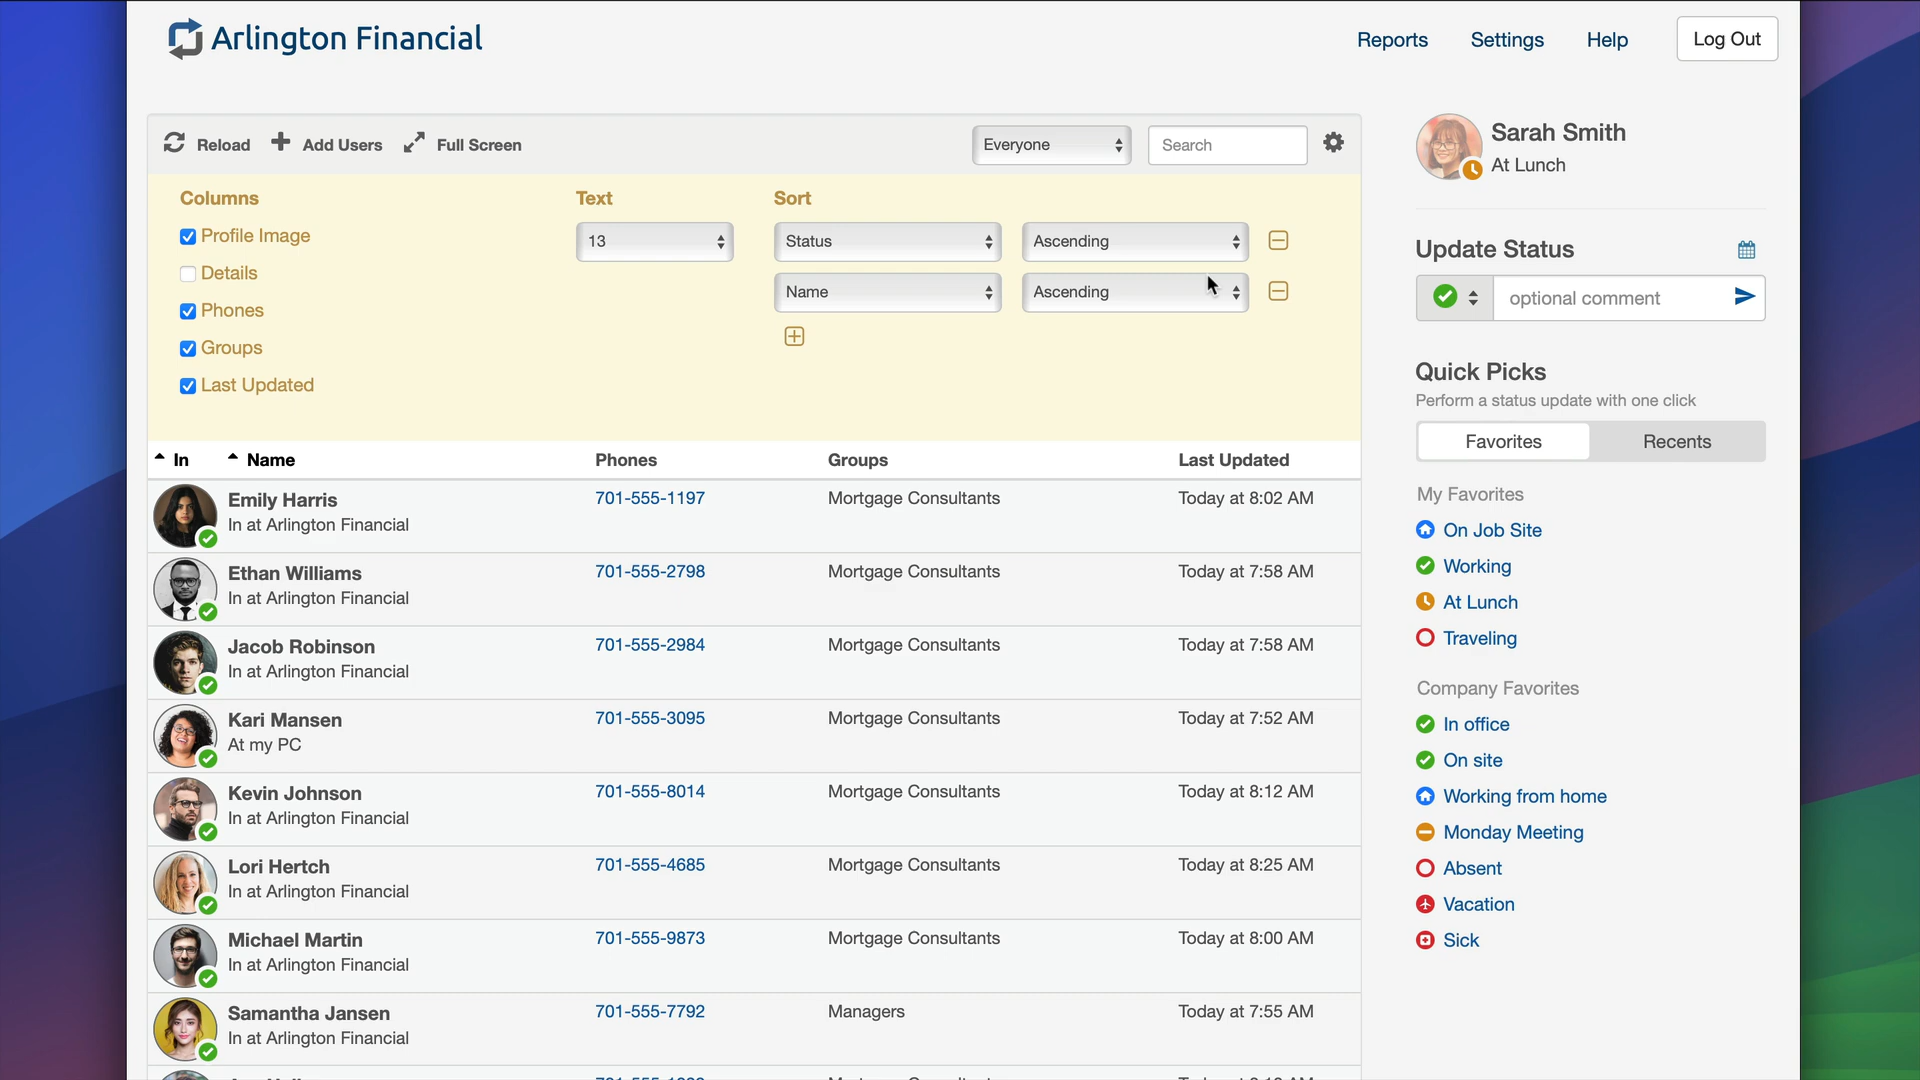 Arlington Financial
Reports Settings Help Log Out
Reload Add Users Full Screen Everyone Search
Sarah Smith
At Lunch
Columns Text Sort
Profile Image
Details
Phones
Groups
Last Updated
13
Status Ascending
Name Ascending
Update Status
optional comment
Quick Picks
Perform a status update with one click
Favorites Recents
My Favorites
On Job Site
Working
At Lunch
Traveling
Company Favorites
In office
On site
Working from home
Monday Meeting
Absent
Vacation
Sick
In Name Phones Groups Last Updated
Emily Harris 701-555-1197 Mortgage Consultants Today at 8:02 AM
In at Arlington Financial
Ethan Williams 701-555-2798 Mortgage Consultants Today at 7:58 AM
In at Arlington Financial
Jacob Robinson 701-555-2984 Mortgage Consultants Today at 7:58 AM
In at Arlington Financial
Kari Mansen 701-555-3095 Mortgage Consultants Today at 7:52 AM
At my PC
Kevin Johnson 701-555-8014 Mortgage Consultants Today at 8:12 AM
In at Arlington Financial
Lori Hertch 701-555-4685 Mortgage Consultants Today at 8:25 AM
In at Arlington Financial
Michael Martin 701-555-9873 Mortgage Consultants Today at 8:00 AM
In at Arlington Financial
Samantha Jansen 701-555-7792 Managers Today at 7:55 AM
In at Arlington Financial